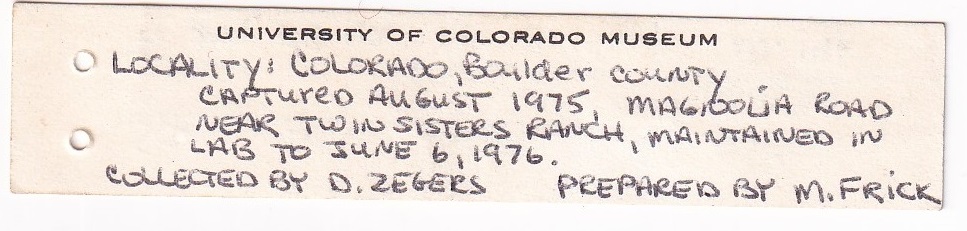 UNIVERSITY OF COLORADO MUSEUM
LOCALITY: COLORADO, Boulder COUNTY
CAPTURED AUGUST 1975, MAGNOLIA ROAD
NEAR TWIN SISTERS RANCH, MAINTAINED IN
LAB TO JUNE 6, 1976.
COLLECTED BY D. ZEGERS PREPARED BY M. FRICK